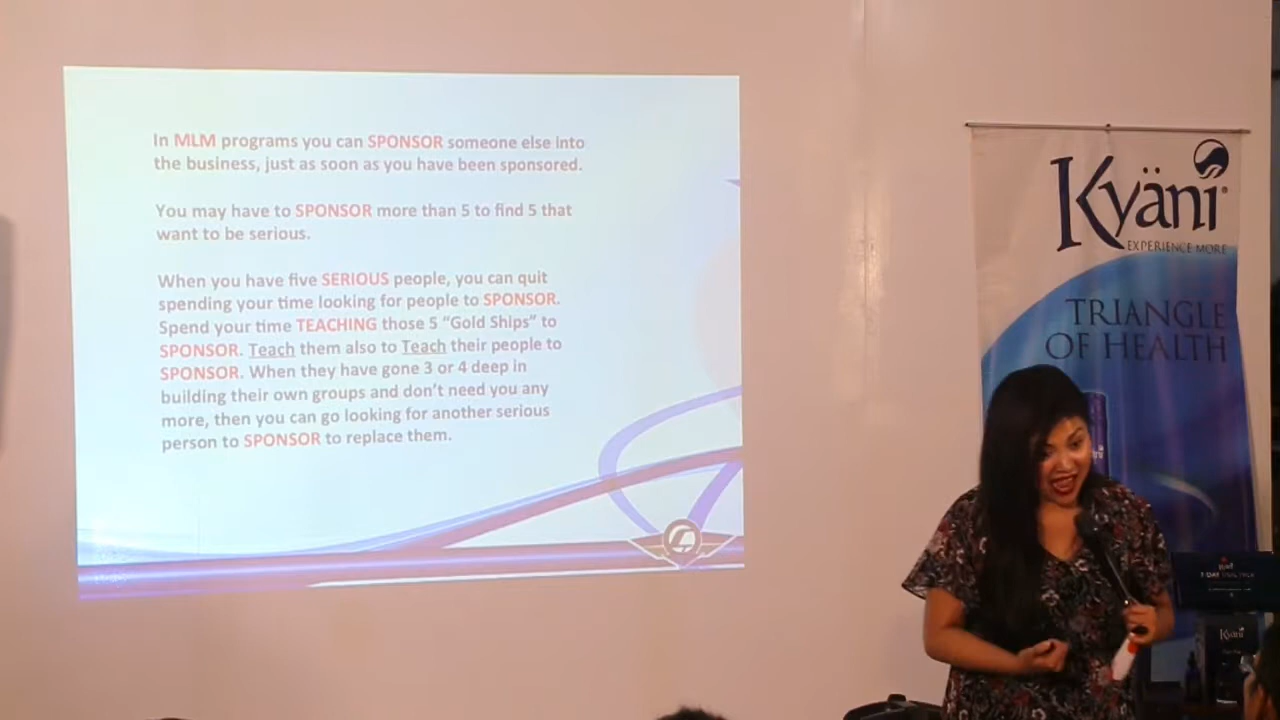 In MLM programs you can SPONSOR someone else into
the business, just as soon as you have been sponsored.
You may have to SPONSOR more than 5 to find 5 that
want to be serious.
When you have five SERIOUS people, you can quit
spending your time looking for people to SPONSOR.
Spend your time TEACHING those 5 “Gold Ships” to
SPONSOR. Teach them also to Teach their people to
SPONSOR. When they have gone 3 or 4 deep in
building their own groups and don’t need you any
more, then you can go looking for another serious
person to SPONSOR to replace them.
Kyäni®
EXPERIENCE MORE
TRIANGLE
OF HEALTH
Kyäni